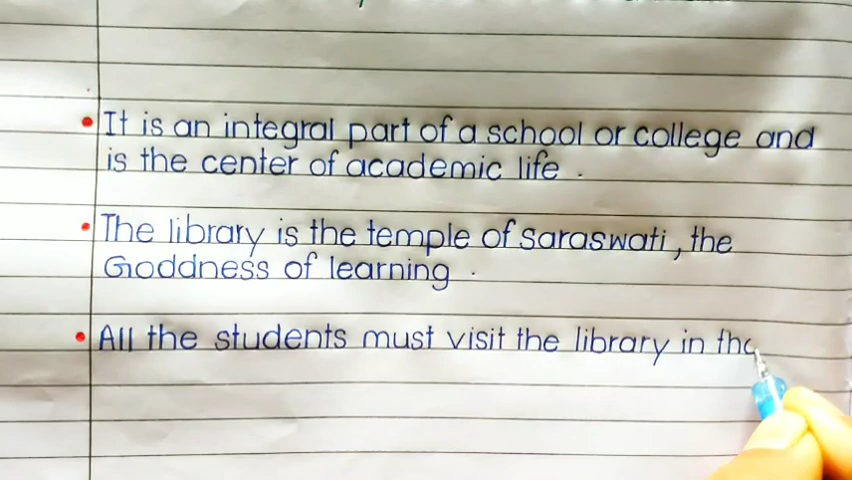 • It is an integral part of a school or college and
is the center of academic life .
• The library is the temple of saraswati, the
Goddness of learning .
• All the students must visit the library in the